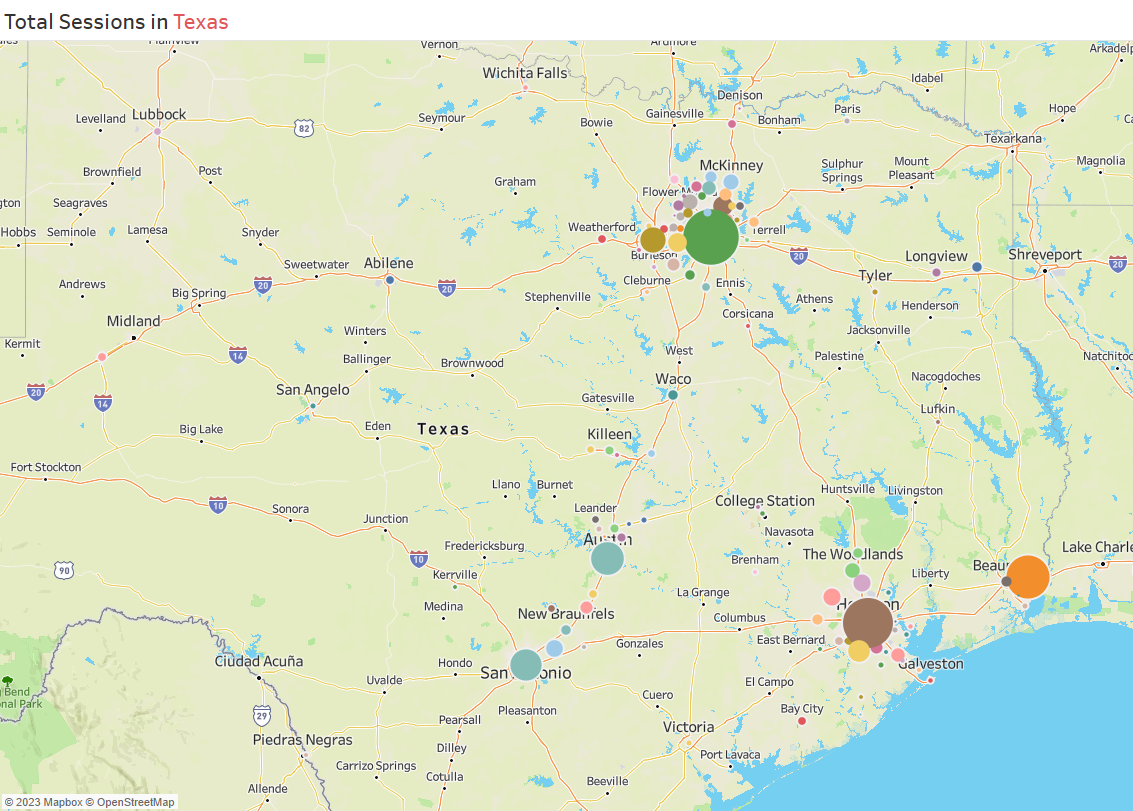 Total Sessions in Texas
Plainview
Vernon
Ardmore
Wichita Falls
Idabel
Denison
Hope
Levelland
Lubbock
82
Seymour
Bowie
Gainesville
Bonham
Paris
Texarkana
McKinney
Sulphur
Springs
Mount
Pleasant
Magnolia
Brownfield
Post
Graham
Seagraves
Hobbs
Seminole
Lamesa
Snyder
Weatherford
Burleson
Terrell
20
Longview
Shreveport
20
Sweetwater
Abilene
20
20
Cleburne
Ennis
Tyler
Andrews
Big Spring
Stephenville
Athens
Henderson
Midland
Corsicana
Jacksonville
Kermit
Winters
West
Palestine
14
Ballinger
Brownwood
Waco
Nacogdoches
20
14
San Angelo
Gatesville
Lufkin
Big Lake
Eden
Texas
Killeen
Fort Stockton
10
Llano
Burnet
College Station
Huntsville
Livingston
Sonora
Junction
Leander
Navasota
Austin
Fredericksburg
10
The Woodlands
90
Kerrville
Brenham
Liberty
Medina
New Braunfels
La Grange
Columbus
East Bernard
Gonzales
Galveston
Ciudad Acuña
Hondo
San Antonio
Uvalde
El Campo
Cuero
Bay City
29
Pearsall
Pleasanton
Victoria
Piedras Negras
Dilley
Port Lavaca
Carrizo Springs
Cotulla
Beeville
Allende
© 2023 Mapbox © OpenStreetMap